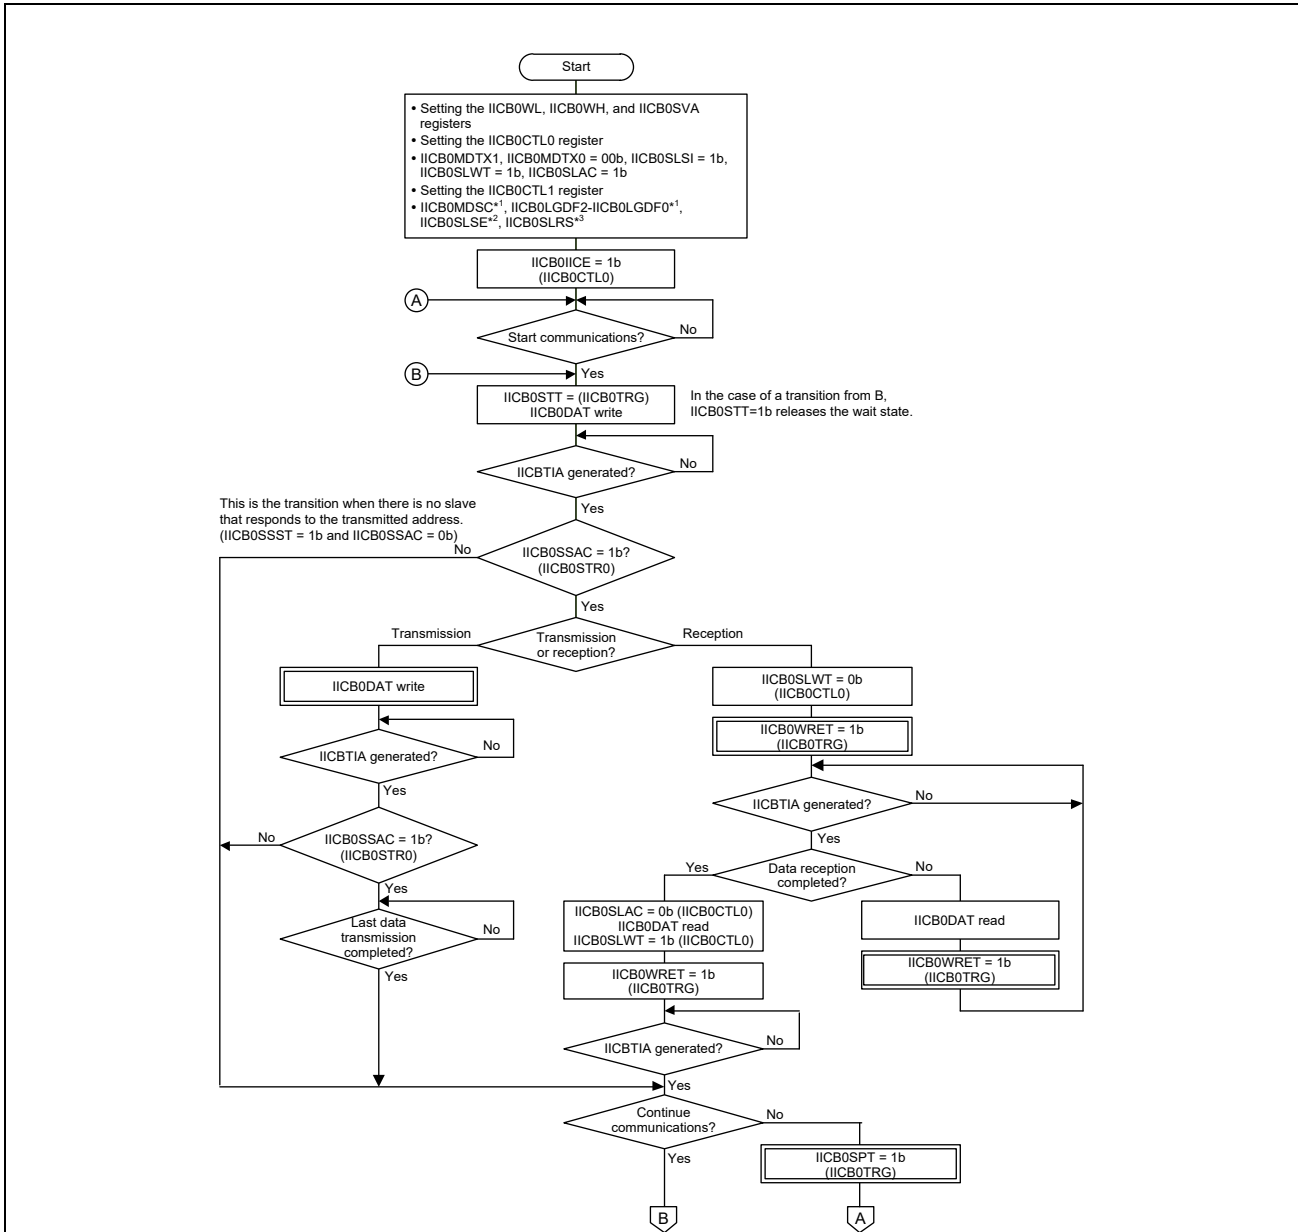 Start
• Setting the IICB0WL, IICB0WH, and IICB0SVA
registers
• Setting the IICB0CTL0 register
• IICB0MDTX1, IICB0MDTX0 = 00b, IICB0SLSI = 1b,
IICB0SLWT = 1b, IICB0SLAC = 1b
• Setting the IICB0CTL1 register
• IICB0MDSC*1, IICB0LGDF2-IICB0LGDF0*1,
IICB0SLSE*2, IICB0SLRS*3
IICB0IICE = 1b
(IICB0CTL0)
A
Start communications?
No
B
Yes
IICB0STT = (IICB0TRG)
IICB0DAT write
In the case of a transition from B,
IICB0STT=1b releases the wait state.
IICBTIA generated?
No
Yes
This is the transition when there is no slave
that responds to the transmitted address.
(IICB0SSST = 1b and IICB0SSAC = 0b)
No
IICB0SSAC = 1b?
(IICB0STR0)
Yes
Transmission
Transmission
or reception?
Reception
IICB0DAT write
IICB0SLWT = 0b
(IICB0CTL0)
IICB0WRET = 1b
(IICB0TRG)
IICBTIA generated?
No
Yes
IICBTIA generated?
No
Yes
No
IICB0SSAC = 1b?
(IICB0STR0)
Yes
Yes
Data reception
completed?
No
Last data
transmission
completed?
No
Yes
IICB0SLAC = 0b (IICB0CTL0)
IICB0DAT read
IICB0SLWT = 1b (IICB0CTL0)
IICB0DAT read
IICB0WRET = 1b
(IICB0TRG)
IICB0WRET = 1b
(IICB0TRG)
IICBTIA generated?
No
Yes
Continue
communications?
No
Yes
IICB0SPT = 1b
(IICB0TRG)
B
A